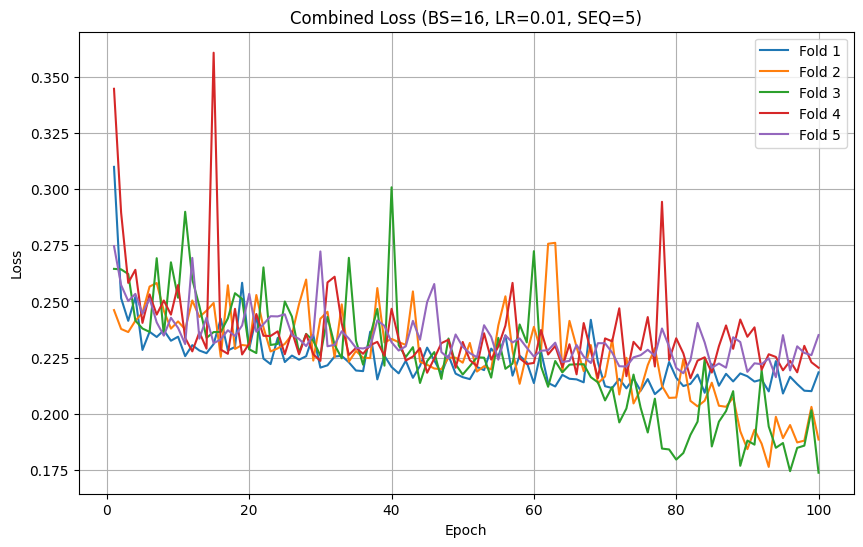 Combined Loss (BS=16, LR=0.01, SEQ=5)
Fold 1
Fold 2
Fold 3
Fold 4
Fold 5
Loss
0.350
0.325
0.300
0.275
0.250
0.225
0.200
0.175
0 20 40 60 80 100
Epoch